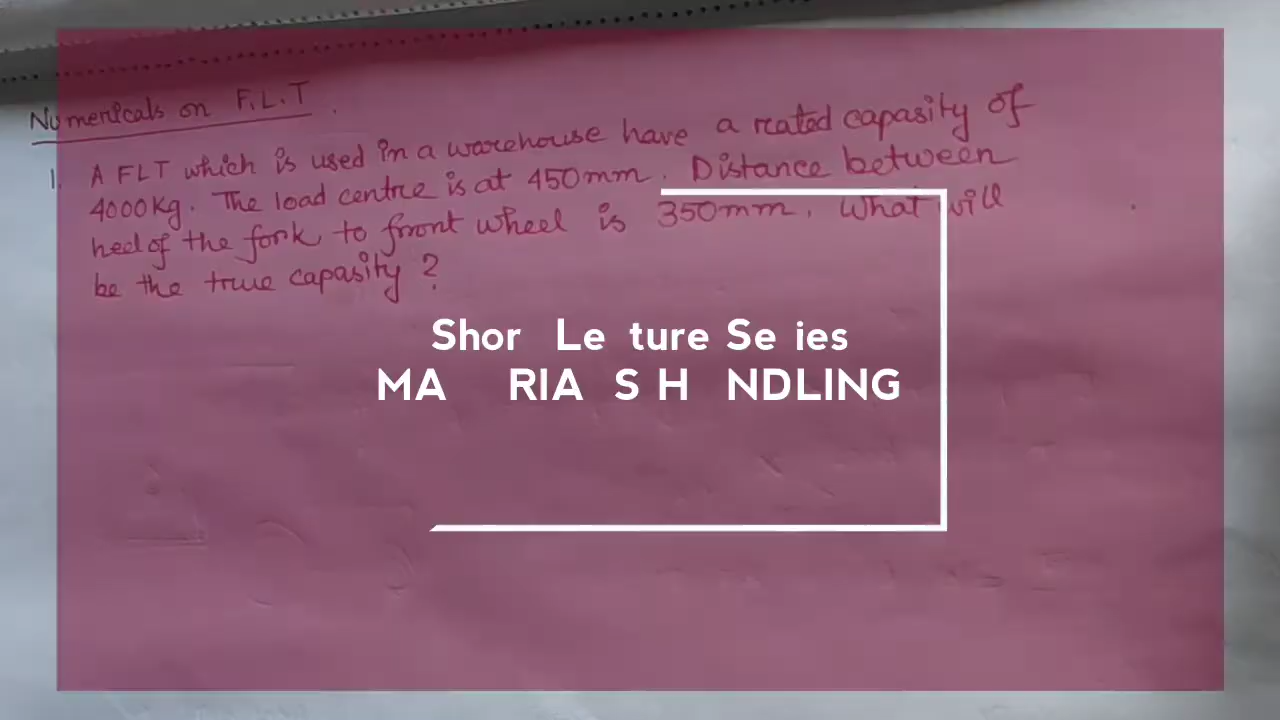 Numericals on F.L.T.
1. A FLT which is used in a warehouse have a rated capasity of
4000Kg. The load centre is at 450mm. Distance between
heel of the fork to front wheel is 350mm. What will
be the true capasity ?
Shor Le ture Se ies
MA RIA S H NDLING